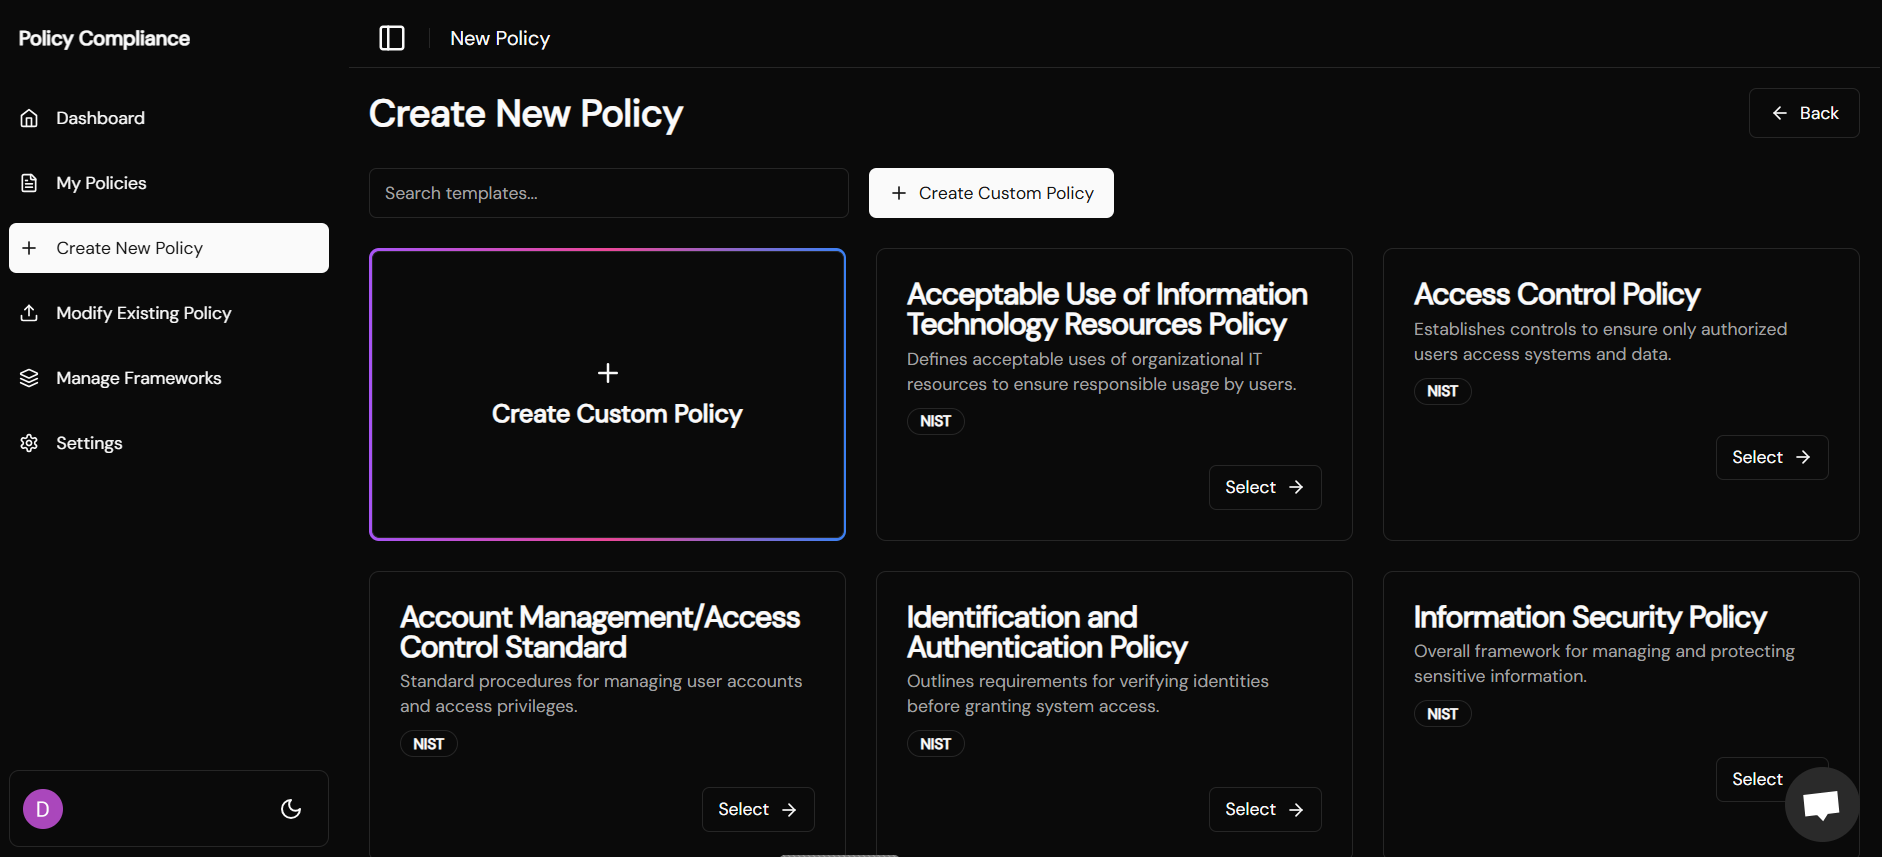 Policy Compliance
Dashboard
My Policies
Create New Policy
Modify Existing Policy
Manage Frameworks
Settings
D
New Policy
Create New Policy
Back
Search templates...
Create Custom Policy
Create Custom Policy
Acceptable Use of Information
Technology Resources Policy
Defines acceptable uses of organizational IT
resources to ensure responsible usage by users.
NIST
Select
Access Control Policy
Establishes controls to ensure only authorized
users access systems and data.
NIST
Select
Account Management/Access
Control Standard
Standard procedures for managing user accounts
and access privileges.
NIST
Select
Identification and
Authentication Policy
Outlines requirements for verifying identities
before granting system access.
NIST
Select
Information Security Policy
Overall framework for managing and protecting
sensitive information.
NIST
Select